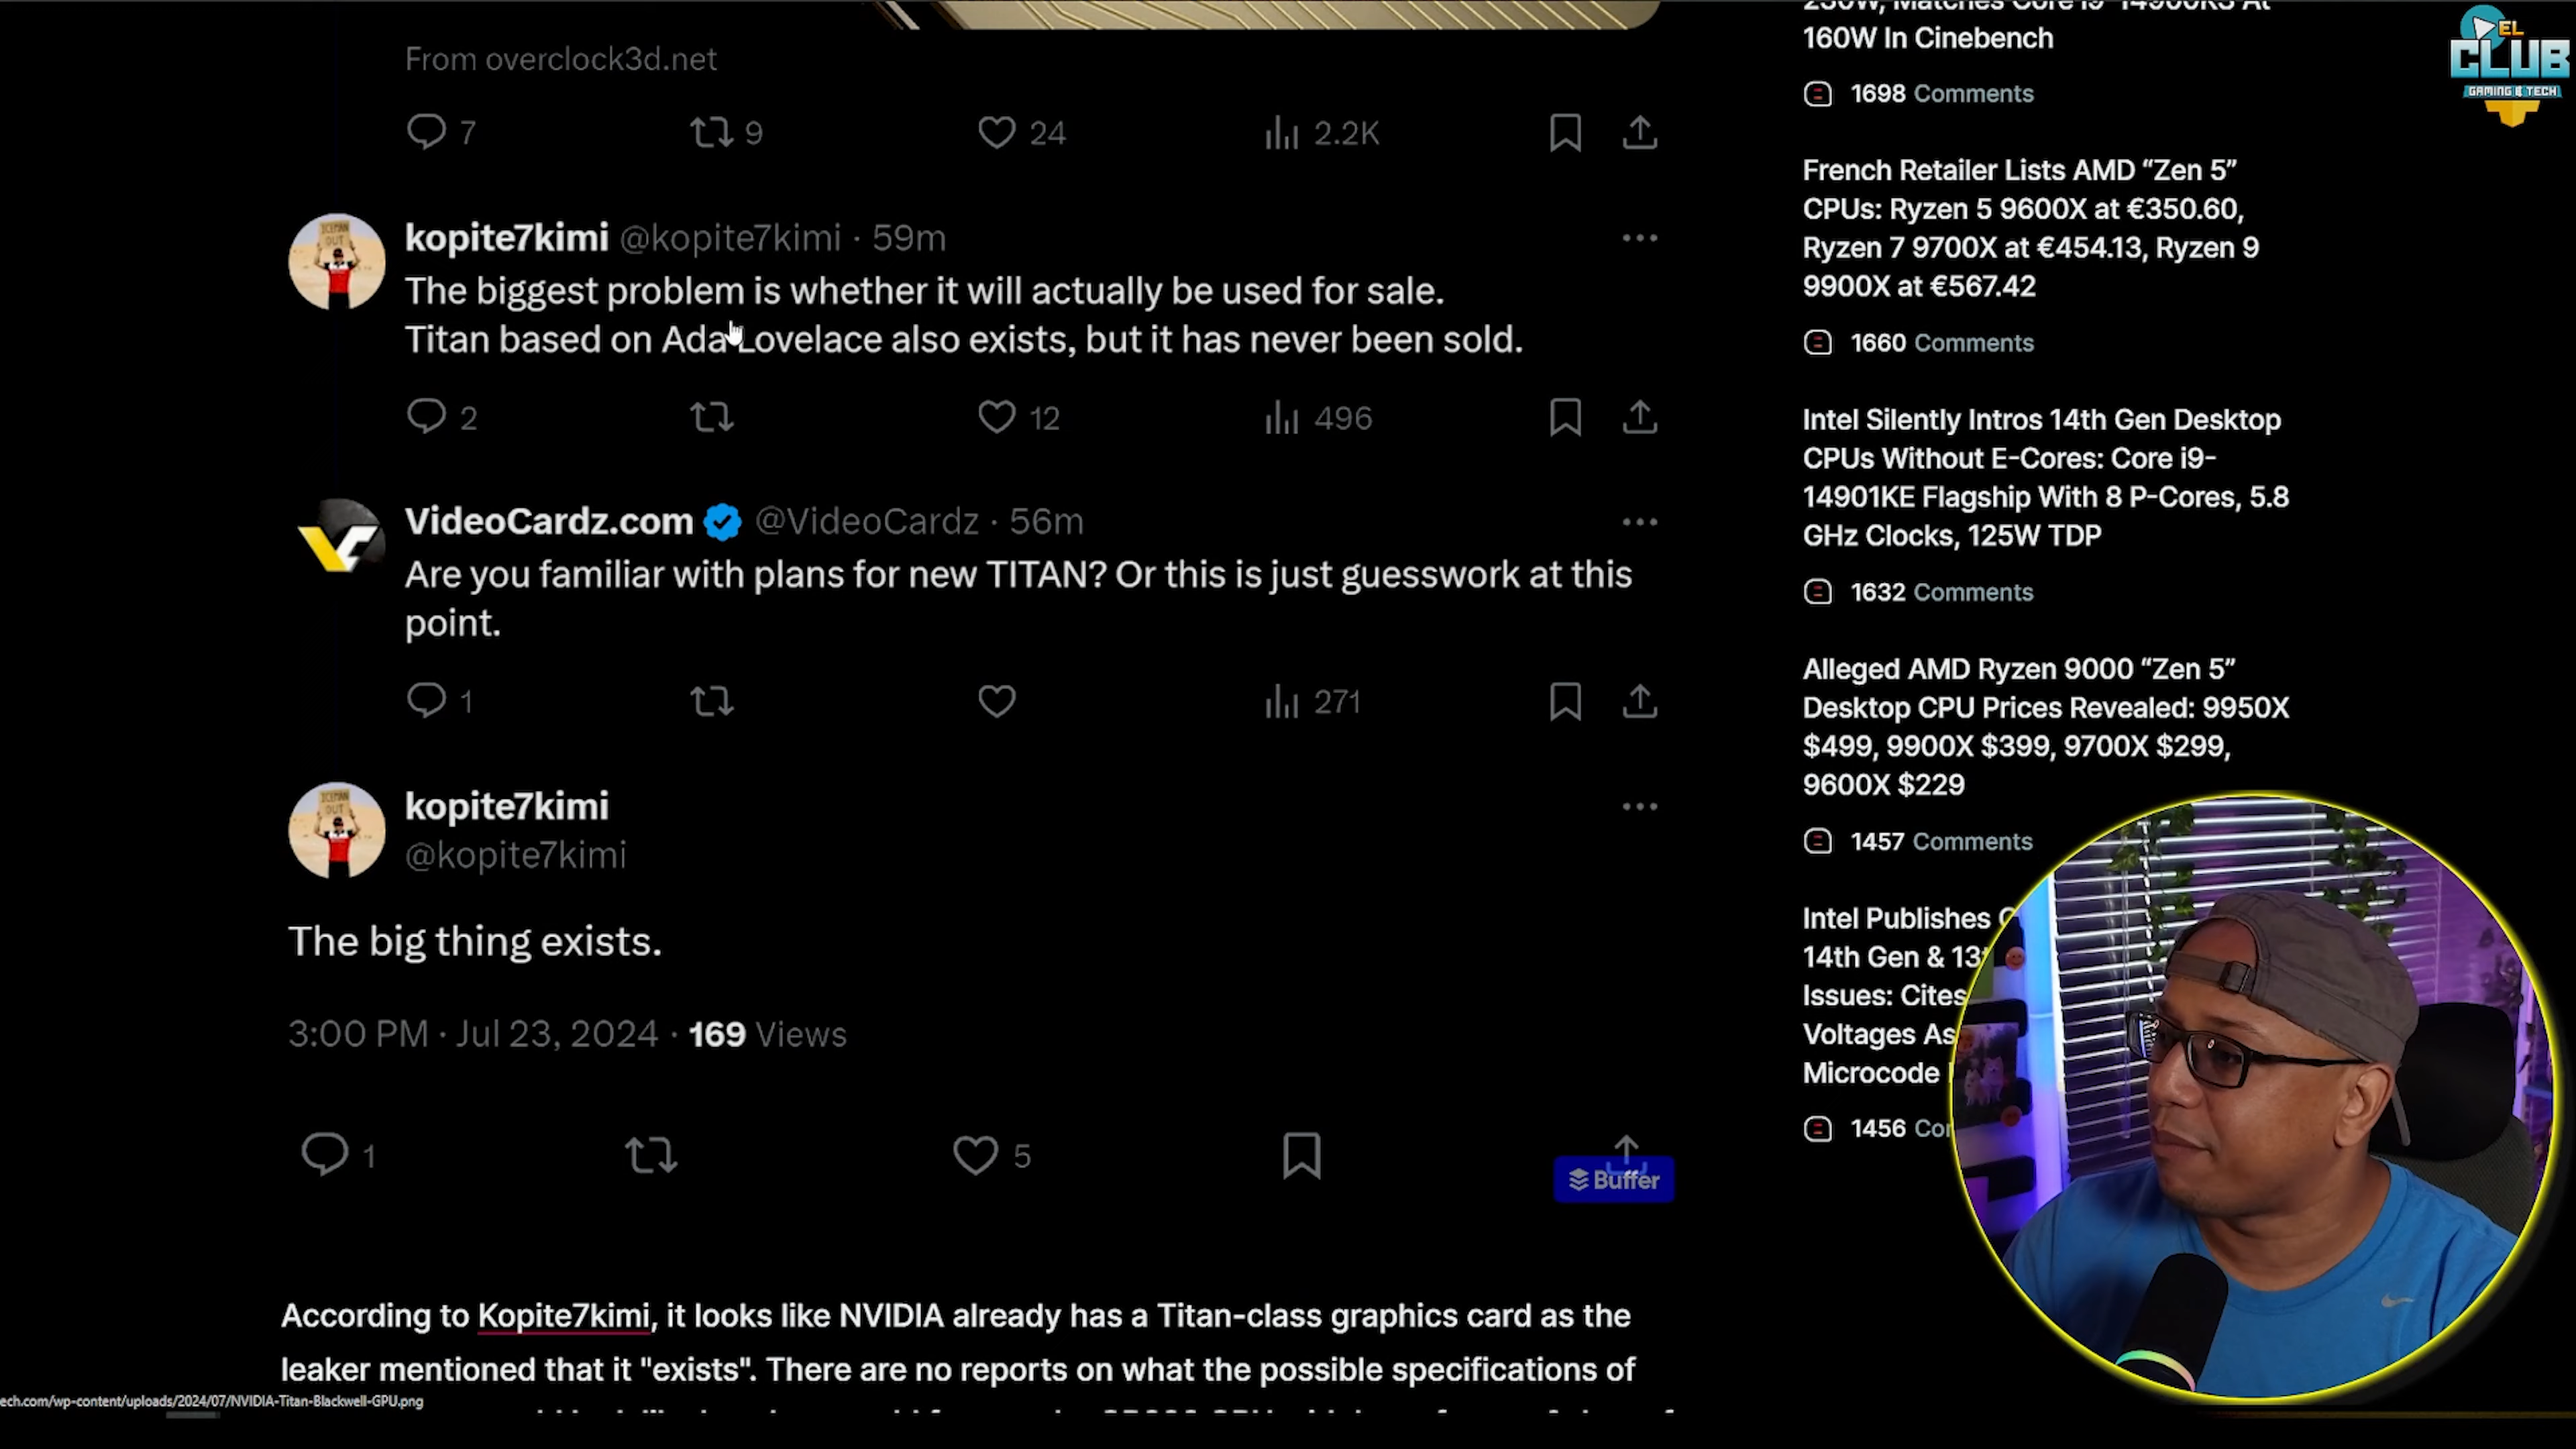 From overclock3d.net
7 9 24 2.2K
kopite7kimi @kopite7kimi · 59m
The biggest problem is whether it will actually be used for sale.
Titan based on Ada Lovelace also exists, but it has never been sold.
2 12 496
VideoCardz.com @VideoCardz · 56m
Are you familiar with plans for new TITAN? Or this is just guesswork at this
point.
1 271
kopite7kimi
@kopite7kimi
The big thing exists.
3:00 PM · Jul 23, 2024 · 169 Views
1 5
Buffer
According to Kopite7kimi, it looks like NVIDIA already has a Titan-class graphics card as the
leaker mentioned that it "exists". There are no reports on what the possible specifications of
ech.com/wp-content/uploads/2024/07/NVIDIA-Titan-Blackwell-GPU.png
230W, Matches Core i9-14900KS At
160W In Cinebench
1698 Comments
French Retailer Lists AMD “Zen 5”
CPUs: Ryzen 5 9600X at €350.60,
Ryzen 7 9700X at €454.13, Ryzen 9
9900X at €567.42
1660 Comments
Intel Silently Intros 14th Gen Desktop
CPUs Without E-Cores: Core i9-
14901KE Flagship With 8 P-Cores, 5.8
GHz Clocks, 125W TDP
1632 Comments
Alleged AMD Ryzen 9000 “Zen 5”
Desktop CPU Prices Revealed: 9950X
$499, 9900X $399, 9700X $299,
9600X $229
1457 Comments
Intel Publishes
14th Gen & 13
Issues: Cites
Voltages As
Microcode
1456 Co
EL
CLUB
GAMING & TECH
ICEMAN
OUT
ICEMAN
OUT